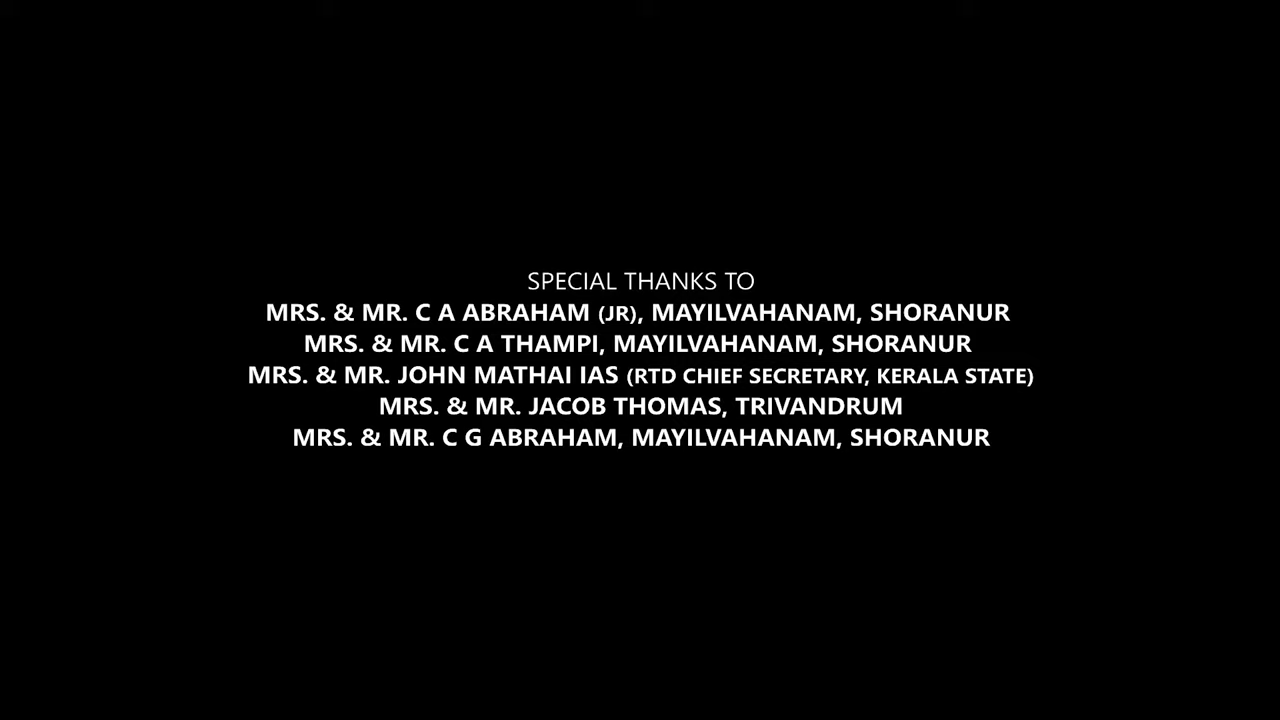 SPECIAL THANKS TO
MRS. & MR. C A ABRAHAM (JR), MAYILVAHANAM, SHORANUR
MRS. & MR. C A THAMPI, MAYILVAHANAM, SHORANUR
MRS. & MR. JOHN MATHAI IAS (RTD CHIEF SECRETARY, KERALA STATE)
MRS. & MR. JACOB THOMAS, TRIVANDRUM
MRS. & MR. C G ABRAHAM, MAYILVAHANAM, SHORANUR